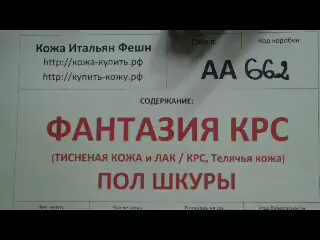 Кожа Итальян Фешн
http://кожа-купить.рф
http://купить-кожу.рф
Код коробки
АА 662
СОДЕРЖАНИЕ:
ФАНТАЗИЯ КРС
(ТИСНЕНАЯ КОЖА и ЛАК / КРС, Телячья кожа)
ПОЛ ШКУРЫ